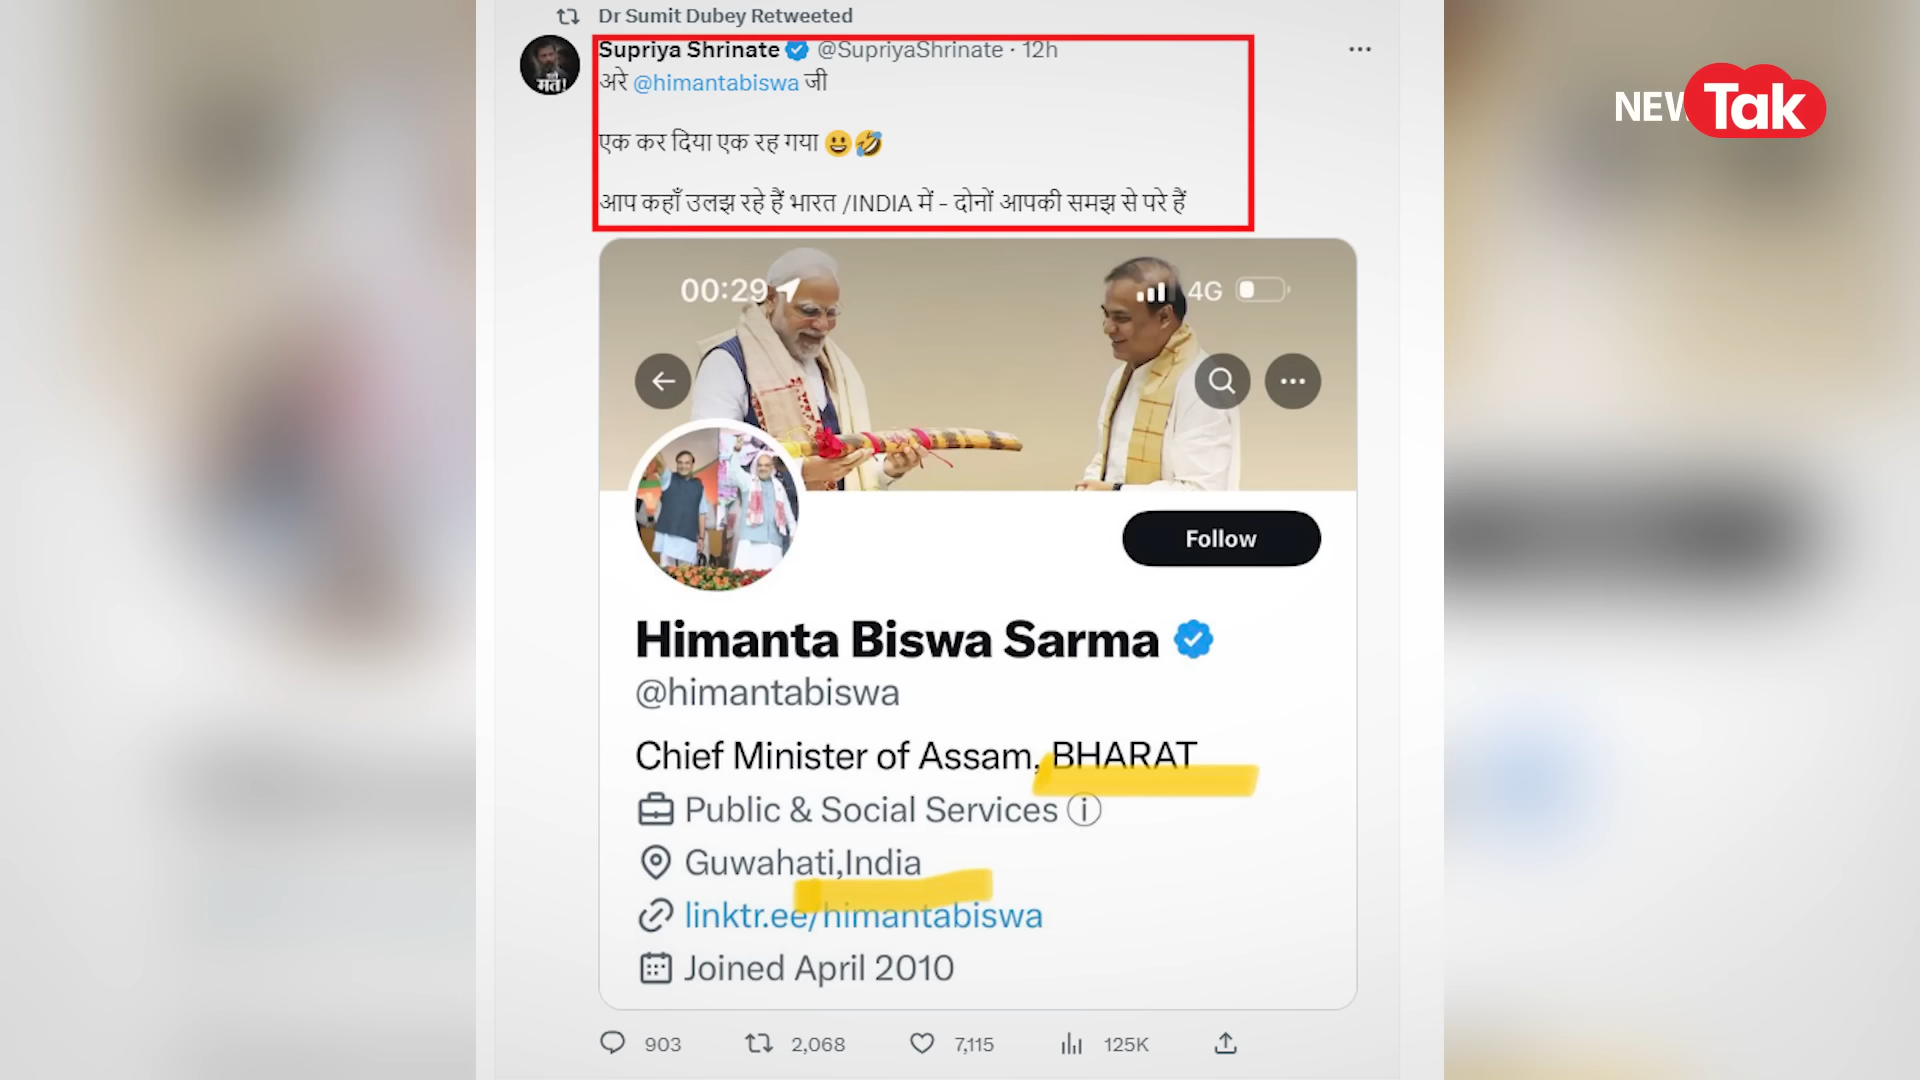 Dr Sumit Dubey Retweeted
Supriya Shrinate @SupriyaShrinate · 12h
अरे @himantabiswa जी
एक कर दिया एक रह गया 😃🤣
आप कहाँ उलझ रहे हैं भारत /INDIA में - दोनों आपकी समझ से परे हैं
मत!
NEW Tak
00:29 4G
Follow
Himanta Biswa Sarma
@himantabiswa
Chief Minister of Assam, BHARAT
Public & Social Services
Guwahati,India
linktr.ee/himantabiswa
Joined April 2010
903 2,068 7,115 125K